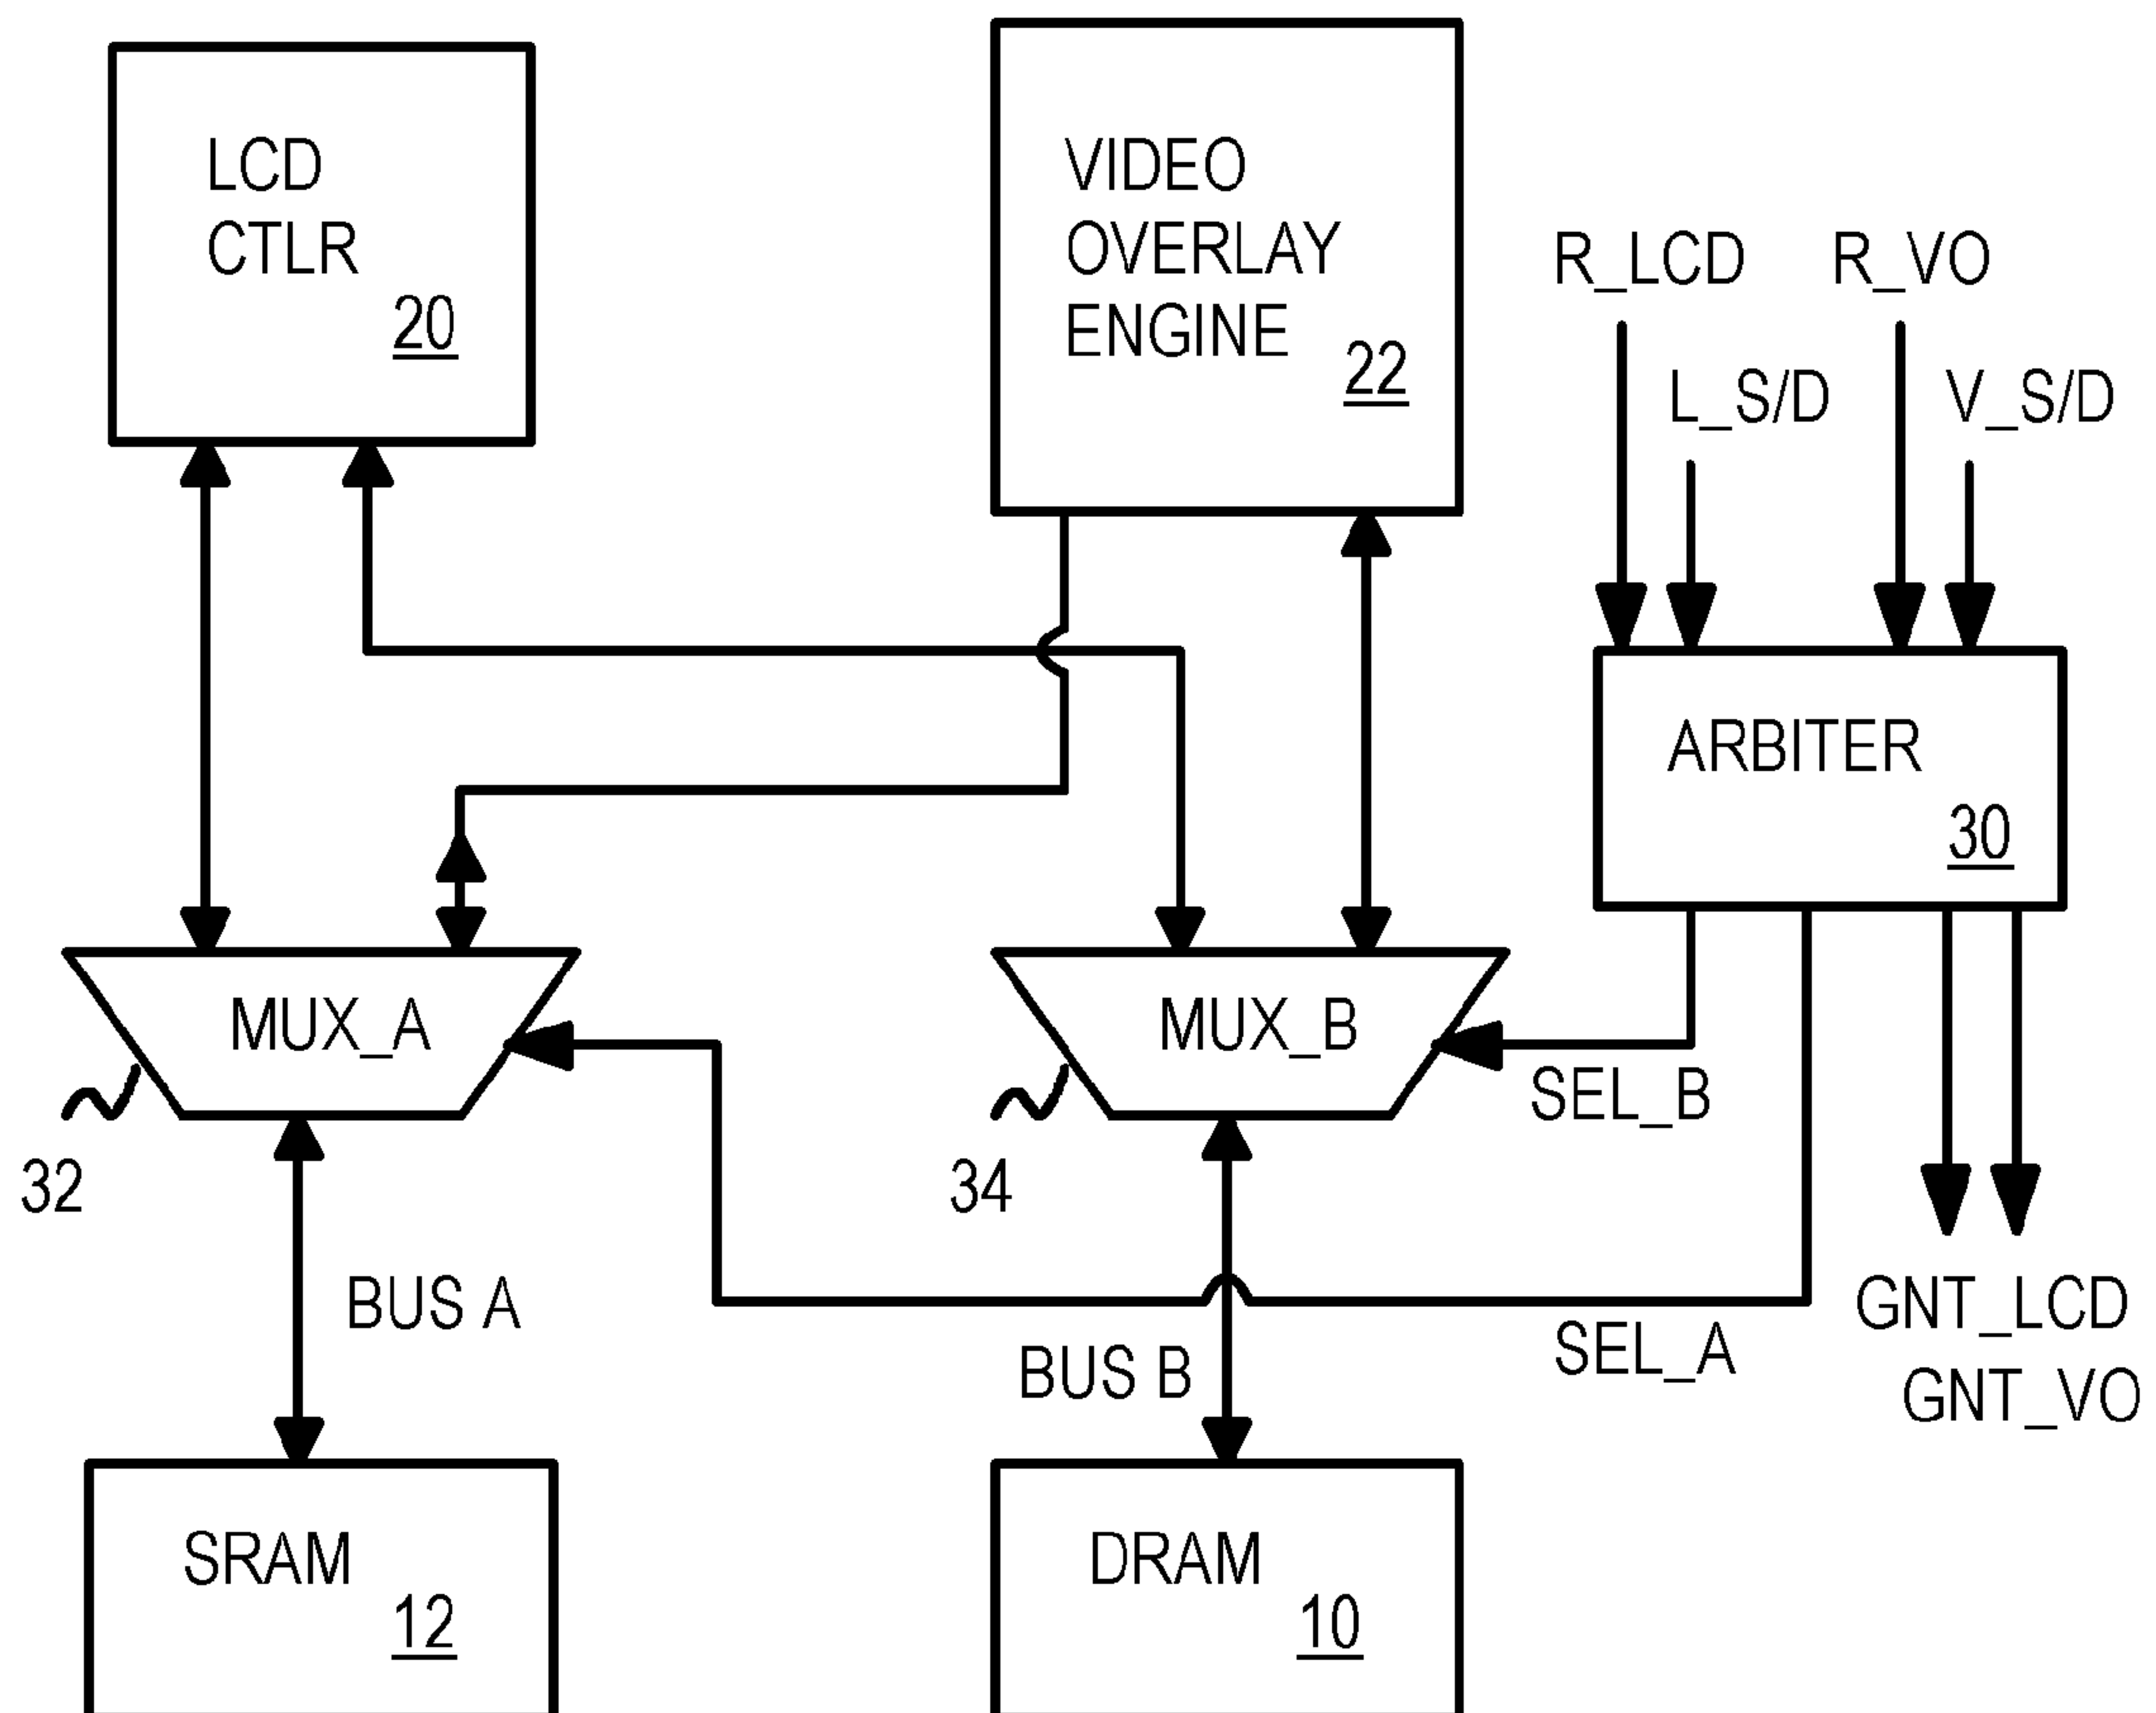 LCD
CTLR
20
VIDEO
OVERLAY
ENGINE
22
R_LCD
R_VO
L_S/D
V_S/D
ARBITER
30
MUX_A
MUX_B
SEL_B
32
34
BUS A
BUS B
SEL_A
GNT_LCD
GNT_VO
SRAM
12
DRAM
10